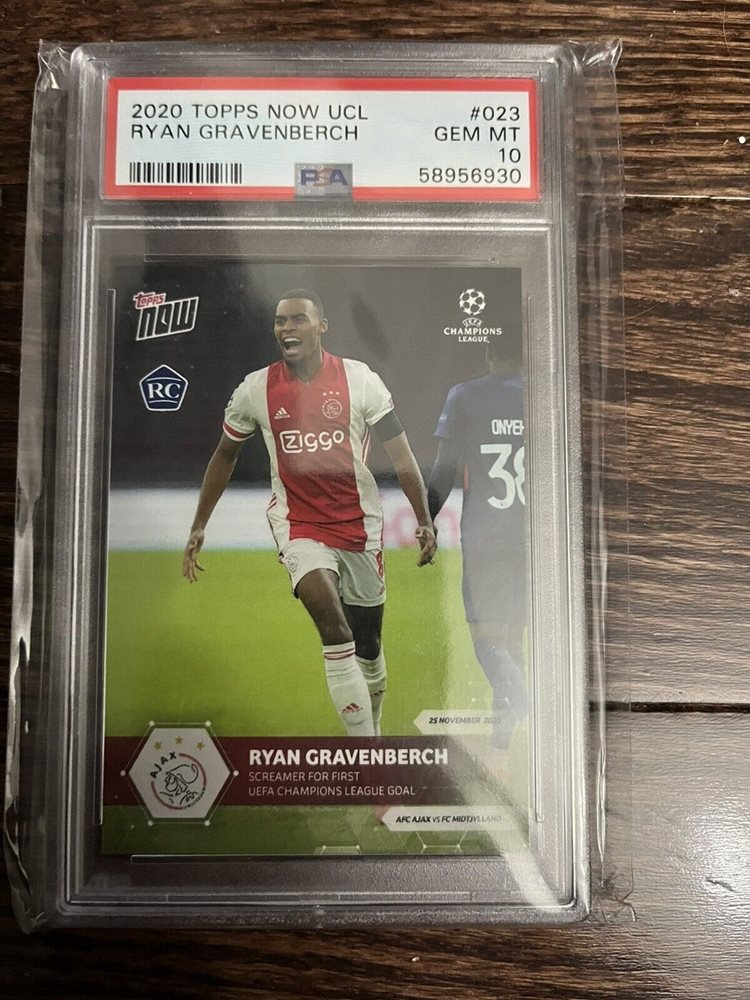 2020 TOPPS NOW UCL #023
RYAN GRAVENBERCH GEM MT
10
PSA 58956930
TOPPS
NOW
RC
UEFA
CHAMPIONS
LEAGUE
ONYE
38
adidas
Ziggo
25 NOVEMBER 2020
AJAX
RYAN GRAVENBERCH
SCREAMER FOR FIRST
UEFA CHAMPIONS LEAGUE GOAL
AFC AJAX VS FC MIDTJYLLAND